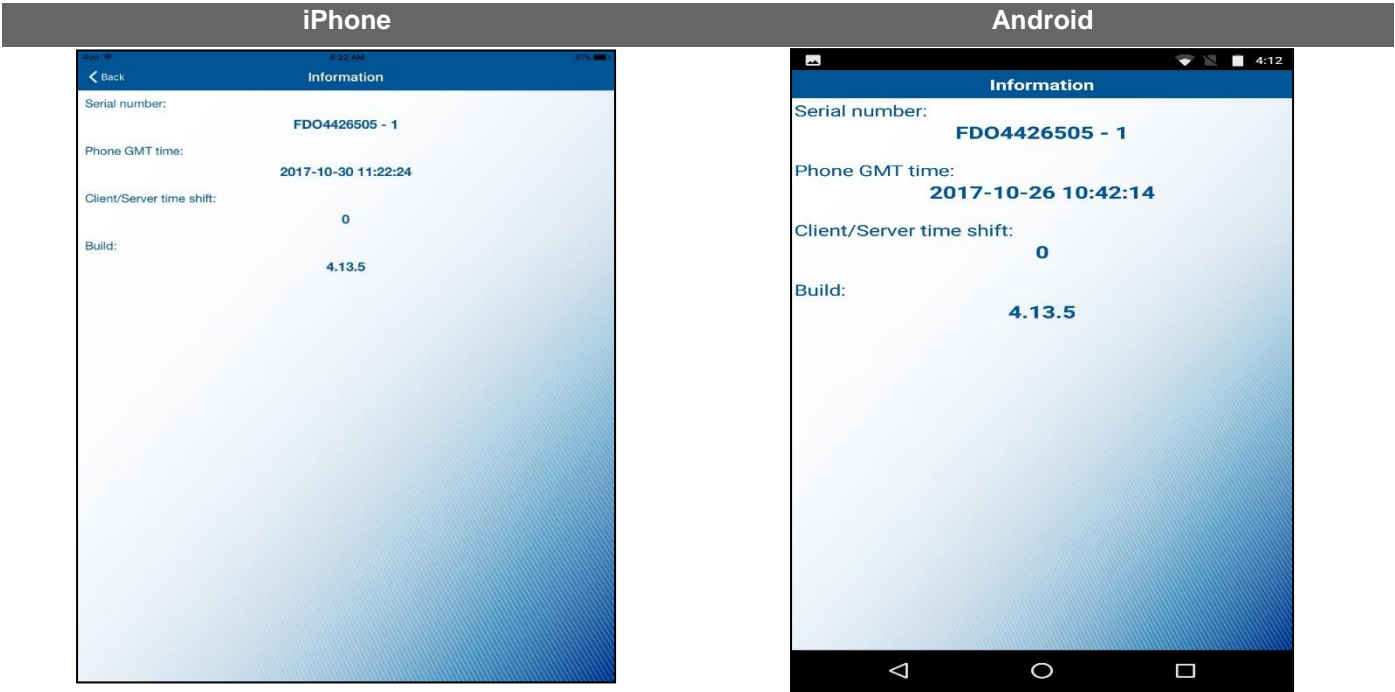 iPhone
Android
iPad 6:22 AM 91%
Back Information
Serial number:
FDO4426505 - 1
Phone GMT time:
2017-10-30 11:22:24
Client/Server time shift:
0
Build:
4.13.5
4:12
Information
Serial number:
FDO4426505 - 1
Phone GMT time:
2017-10-26 10:42:14
Client/Server time shift:
0
Build:
4.13.5